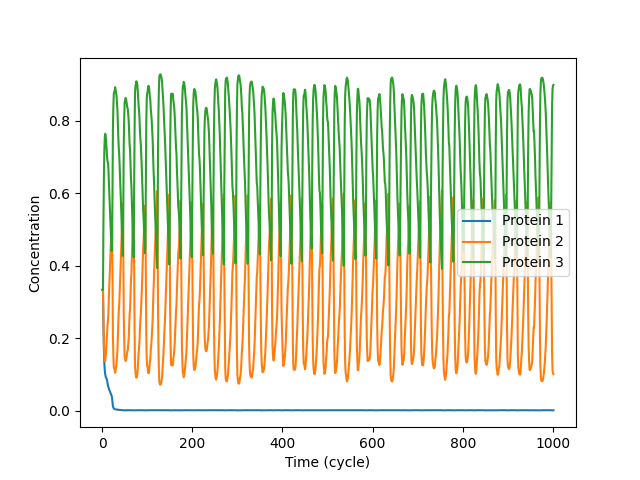 0.8
0.6
0.4
0.2
0.0
Concentration
Protein 1
Protein 2
Protein 3
0 200 400 600 800 1000
Time (cycle)